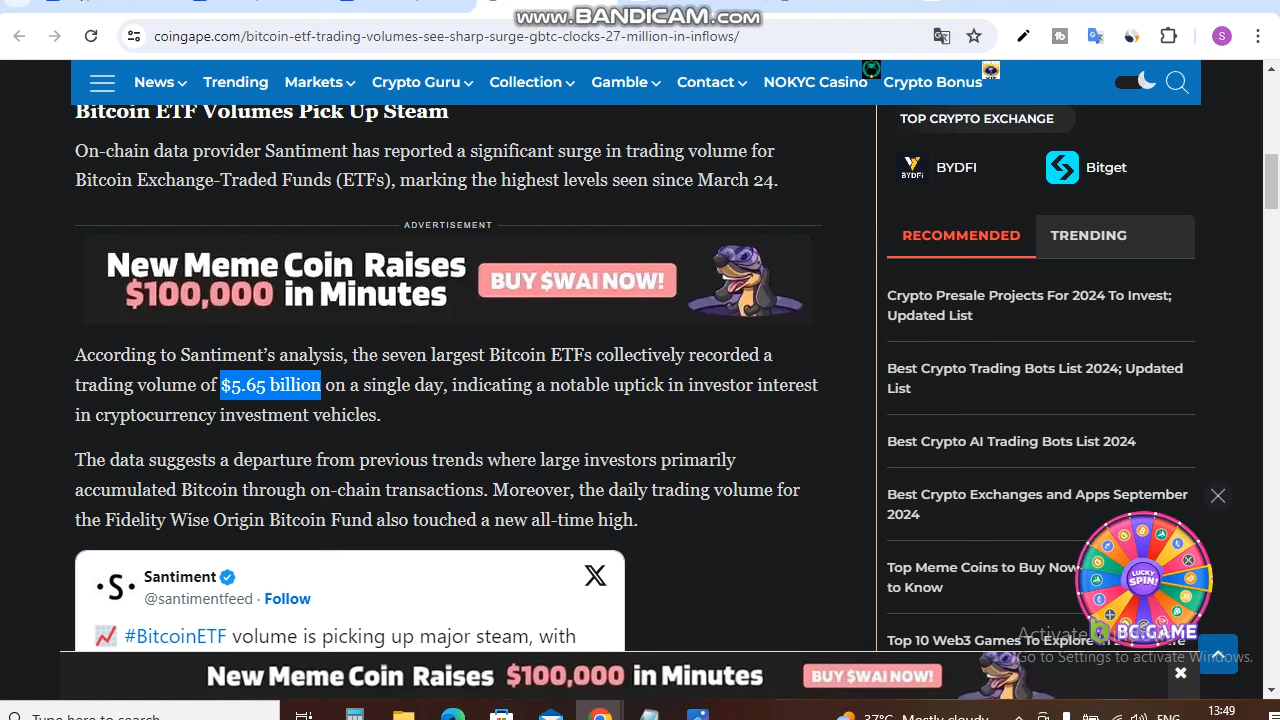 www.BANDICAM.com
coingape.com/bitcoin-etf-trading-volumes-see-sharp-surge-gbtc-clocks-27-million-in-inflows/
S
News
Trending
Markets
Crypto Guru
Collection
Gamble
Contact
NOKYC Casino
Crypto Bonus
Bitcoin ETF Volumes Pick Up Steam
On-chain data provider Santiment has reported a significant surge in trading volume for
Bitcoin Exchange-Traded Funds (ETFs), marking the highest levels seen since March 24.
ADVERTISEMENT
New Meme Coin Raises
$100,000 in Minutes
BUY $WAI NOW!
According to Santiment’s analysis, the seven largest Bitcoin ETFs collectively recorded a
trading volume of $5.65 billion on a single day, indicating a notable uptick in investor interest
in cryptocurrency investment vehicles.
The data suggests a departure from previous trends where large investors primarily
accumulated Bitcoin through on-chain transactions. Moreover, the daily trading volume for
the Fidelity Wise Origin Bitcoin Fund also touched a new all-time high.
·S·
Santiment
@santimentfeed · Follow
#BitcoinETF volume is picking up major steam, with
TOP CRYPTO EXCHANGE
BYDFi
BYDFI
Bitget
RECOMMENDED
TRENDING
Crypto Presale Projects For 2024 To Invest;
Updated List
Best Crypto Trading Bots List 2024; Updated
List
Best Crypto AI Trading Bots List 2024
Best Crypto Exchanges and Apps September
2024
Top Meme Coins to Buy Now
to Know
Top 10 Web3 Games To Explore
LUCKY
SPIN!
BC.GAME
Activate
Go to Settings to activate Windows.
New Meme Coin Raises $100,000 in Minutes
BUY $WAI NOW!
Type here to search
37°C Mostly cloudy
ENG
13:49